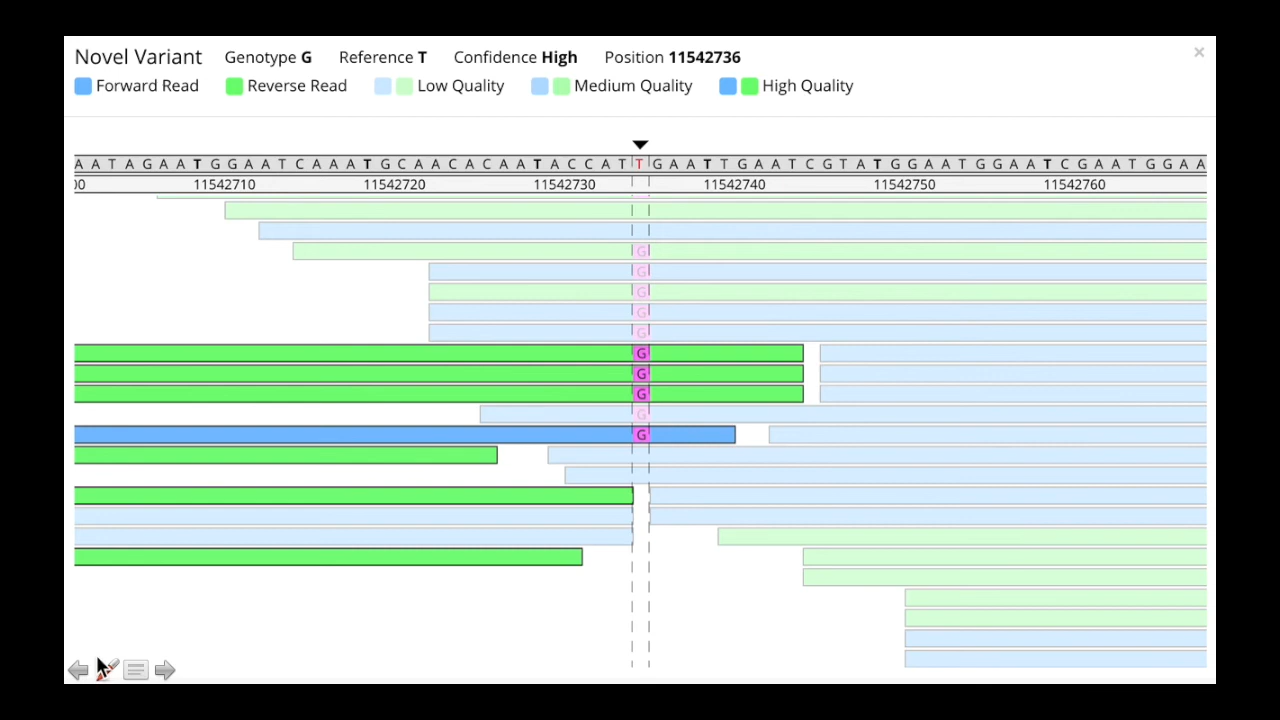 Novel Variant Genotype G Reference T Confidence High Position 11542736 ×
Forward Read Reverse Read Low Quality Medium Quality High Quality
A A T A G A A T G G A A T C A A A T G C A A C A C A A T A C C A T T G A A T T G A A T C G T A T G G A A T G G A A T C G A A T G G A A
00 11542710 11542720 11542730 11542740 11542750 11542760
G
G
G
G
G
G
G
G
G
G